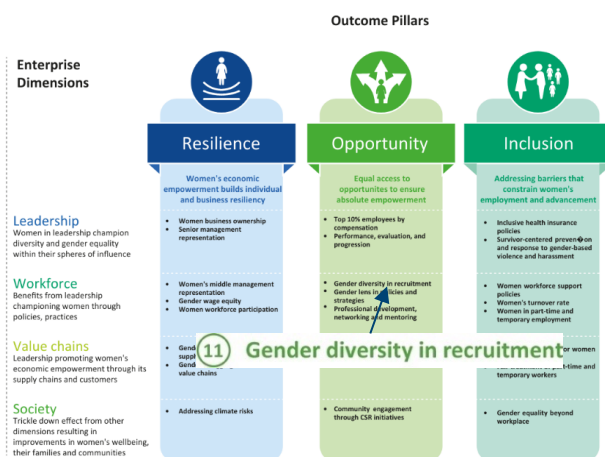 Outcome Pillars
Enterprise
Dimensions
Resilience
Opportunity
Inclusion
Women's economic
empowerment builds individual
and business resiliency
Equal access to
opportunites to ensure
absolute empowerment
Addressing barriers that
constrain women's
employment and advancement
Leadership
Women in leadership champion
diversity and gender equality
within their spheres of influence
• Women business ownership
• Senior management
representation
• Top 10% employees by
compensation
• Performance, evaluation, and
progression
• Inclusive health insurance
policies
• Survivor-centered preven�on
and response to gender-based
violence and harassment
Workforce
Benefits from leadership
championing women through
policies, practices
• Women's middle management
representation
• Gender wage equity
• Women workforce participation
• Gender diversity in recruitment
• Gender lens in policies and
strategies
• Professional development,
networking and mentoring
• Women workforce support
policies
• Women's turnover rate
• Women in part-time and
temporary employment
11 Gender diversity in recruitment
Value chains
Leadership promoting women's
economic empowerment through its
supply chains and customers
value chains
or women
temporary workers
Society
Trickle down effect from other
dimensions resulting in
improvements in women's wellbeing,
their families and communities
• Addressing climate risks
• Community engagement
through CSR initiatives
• Gender equality beyond
workplace